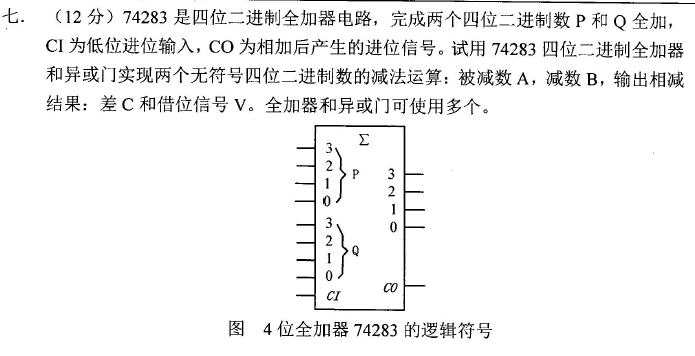 七. （12 分）74283 是四位二进制全加器电路，完成两个四位二进制数 P 和 Q 全加，
CI 为低位进位输入，CO 为相加后产生的进位信号。试用 74283 四位二进制全加器
和异或门实现两个无符号四位二进制数的减法运算：被减数 A，减数 B，输出相减
结果：差 C 和借位信号 V。全加器和异或门可使用多个。
Σ
3
2
1
0
P
3
2
1
0
Q
CI
3
2
1
0
CO
图 4 位全加器 74283 的逻辑符号